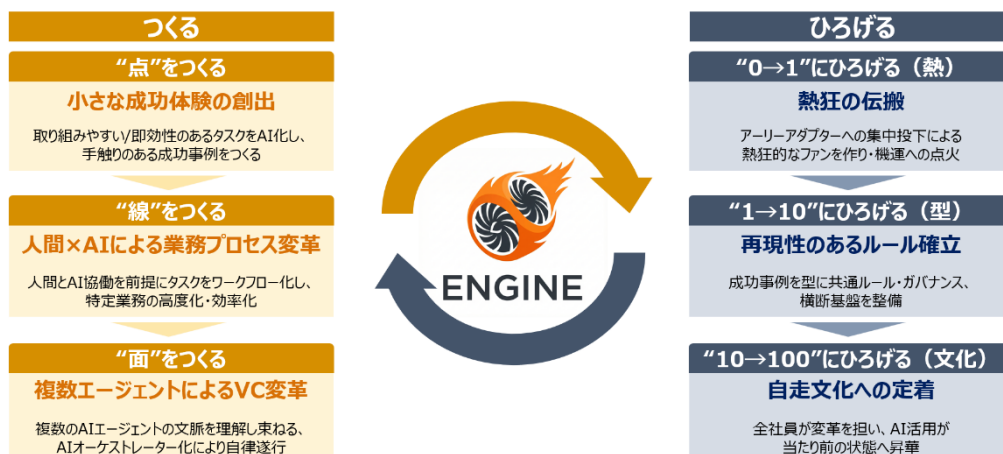 つくる
“点”をつくる
小さな成功体験の創出
取り組みやすい/即効性のあるタスクをAI化し、
手触りのある成功事例をつくる
“線”をつくる
人間×AIによる業務プロセス変革
人間とAI協働を前提にタスクをワークフロー化し、
特定業務の高度化・効率化
“面”をつくる
複数エージェントによるVC変革
複数のAIエージェントの文脈を理解し束ねる、
AIオーケストレーター化により自律遂行
ENGINE
ひろげる
“0→1”にひろげる（熱）
熱狂の伝搬
アーリーアダプターへの集中投下による
熱狂的なファンを作り・機運への点火
“1→10”にひろげる（型）
再現性のあるルール確立
成功事例を型に共通ルール・ガバナンス、
横断基盤を整備
“10→100”にひろげる（文化）
自走文化への定着
全社員が変革を担い、AI活用が
当たり前の状態へ昇華